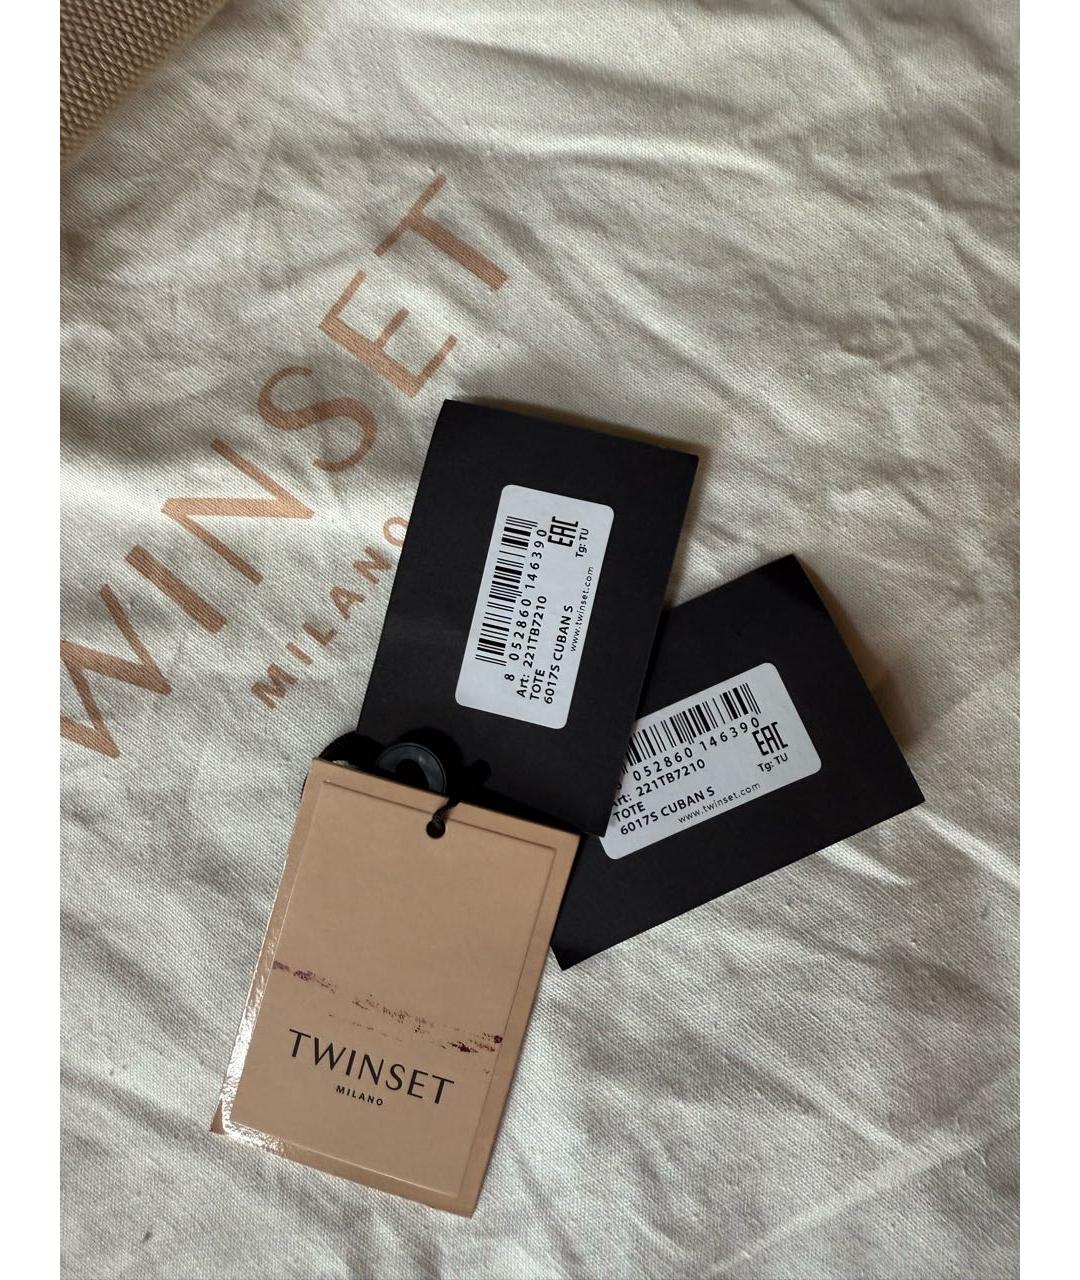 TWINSET
MILANO
8 052860 146390
EAC
Art: 221TB7210
TOTE
6017S CUBAN S
Tg: TU
www.twinset.com
052860 146390
EAC
Art: 221TB7210
TOTE
6017S CUBAN S
Tg: TU
www.twinset.com
TWINSET
MILANO